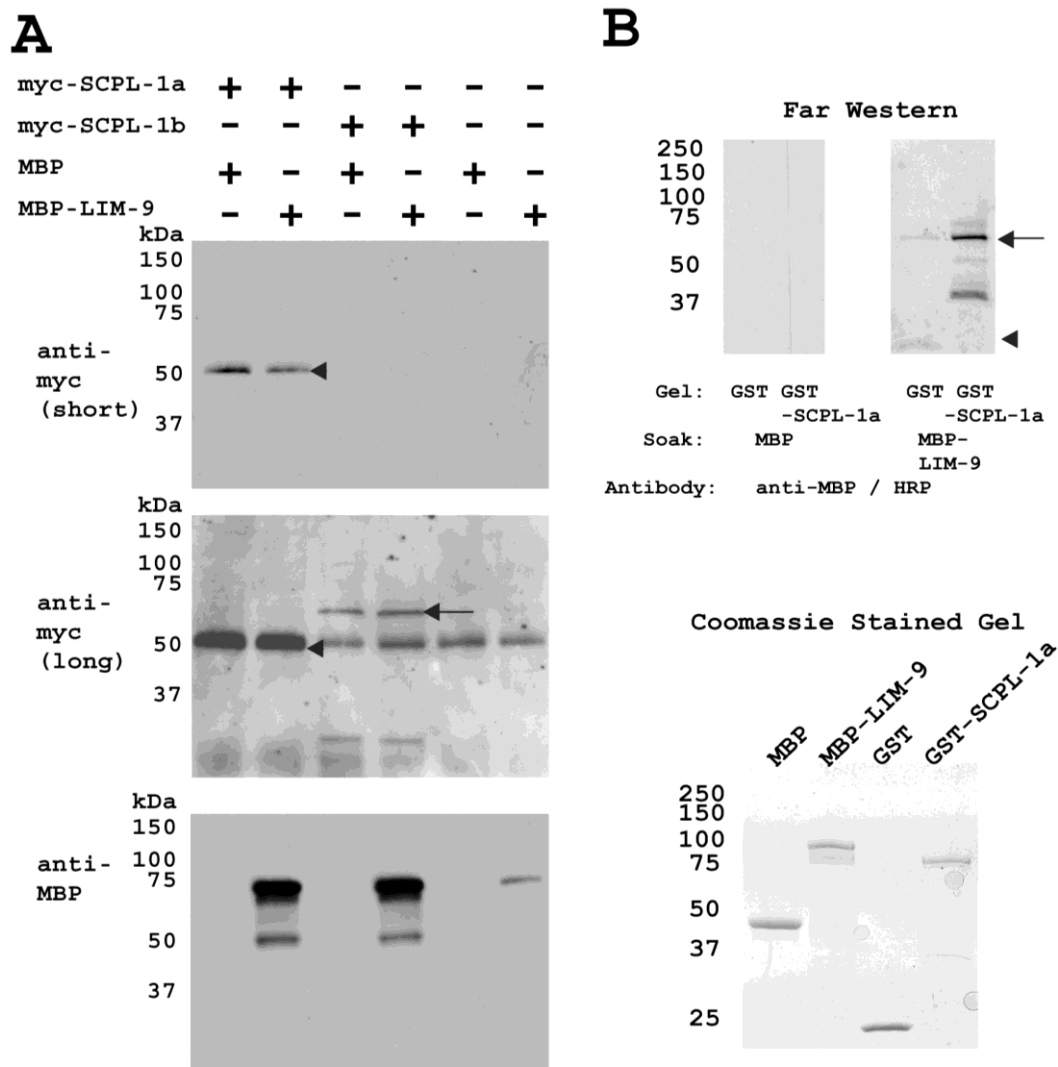 A
myc-SCPL-1a + + - - - -
myc-SCPL-1b - - + + - -
MBP + - + - + -
MBP-LIM-9 - + - + - +
kDa
150
100
75
anti-
myc
(short)
50
37
kDa
150
100
75
anti-
myc
(long)
50
37
kDa
150
100
anti-
MBP
75
50
37
B
Far Western
250
150
100
75
50
37
Gel: GST GST GST GST
-SCPL-1a -SCPL-1a
Soak: MBP MBP-
LIM-9
Antibody: anti-MBP / HRP
Coomassie Stained Gel
MBP MBP-LIM-9 GST GST-SCPL-1a
250
150
100
75
50
37
25